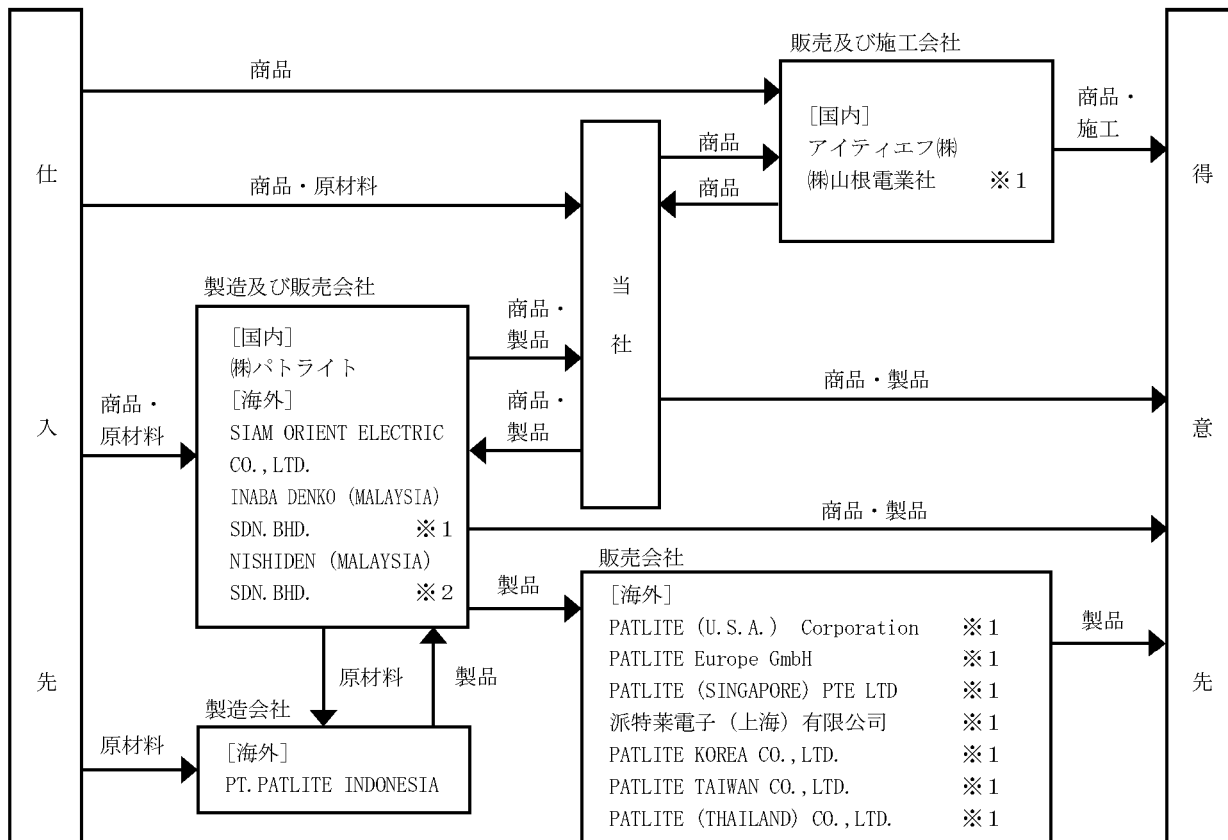 仕入先
商品
商品・原材料
商品・
原材料
原材料
製造及び販売会社
[国内]
㈱パトライト
[海外]
SIAM ORIENT ELECTRIC
CO.,LTD.
INABA DENKO (MALAYSIA)
SDN.BHD. ※1
NISHIDEN (MALAYSIA)
SDN.BHD. ※2
原材料
製品
製造会社
[海外]
PT.PATLITE INDONESIA
商品・
製品
商品・
製品
当社
商品
商品
販売及び施工会社
[国内]
アイティエフ㈱
㈱山根電業社 ※1
商品・
施工
商品・製品
商品・製品
製品
販売会社
[海外]
PATLITE (U.S.A.) Corporation ※1
PATLITE Europe GmbH ※1
PATLITE (SINGAPORE) PTE LTD ※1
派特莱電子（上海）有限公司 ※1
PATLITE KOREA CO.,LTD. ※1
PATLITE TAIWAN CO.,LTD. ※1
PATLITE (THAILAND) CO.,LTD. ※1
製品
得意先